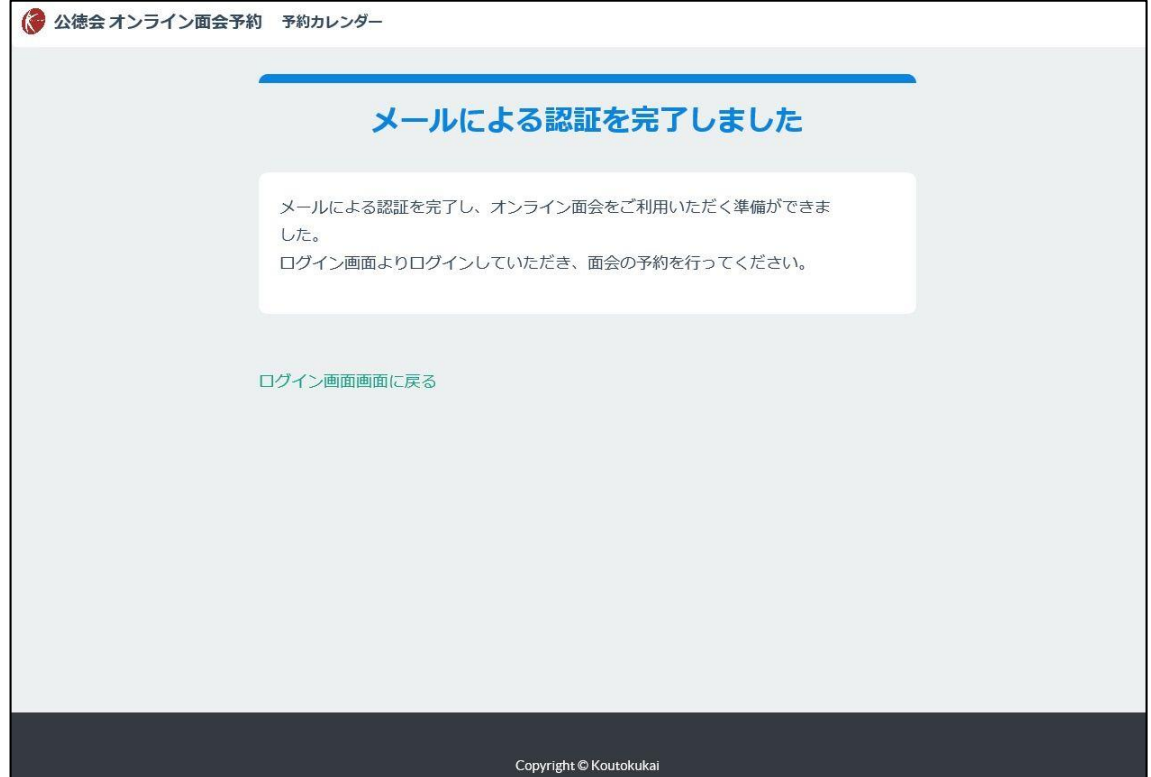 公徳会 オンライン面会予約 予約カレンダー
メールによる認証を完了しました
メールによる認証を完了し、オンライン面会をご利用いただく準備ができま
した。
ログイン画面よりログインしていただき、面会の予約を行ってください。
ログイン画面画面に戻る
Copyright © Koutokukai